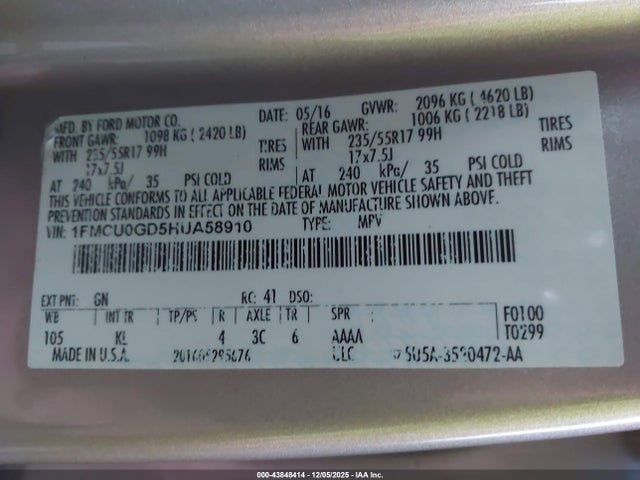 MFD. BY FORD MOTOR CO. DATE: 05/16 GVWR: 2096 KG ( 4620 LB)
FRONT GAWR: 1098 KG ( 2420 LB) REAR GAWR: 1006 KG ( 2218 LB)
WITH 235/55R17 99H TIRES WITH 235/55R17 99H TIRES
17x7.5J RIMS 17x7.5J RIMS
AT 240 kPa/ 35 PSI COLD AT 240 kPa/ 35 PSI COLD
THIS VEHICLE CONFORMS TO ALL APPLICABLE FEDERAL MOTOR VEHICLE SAFETY AND THEFT
PREVENTION STANDARDS IN EFFECT ON THE DATE OF MANUFACTURE SHOWN ABOVE.
VIN: 1FMCU0GD5HUA58910 TYPE: MPV
EXT PNT: GN RC: 41 DSO:
WB INT TR TP/PS R AXLE TR SPR F0100
105 KL 4 3C 6 AAAA T0299
MADE IN U.S.A.
000-43848414 - 12/05/2025 - IAA Inc.